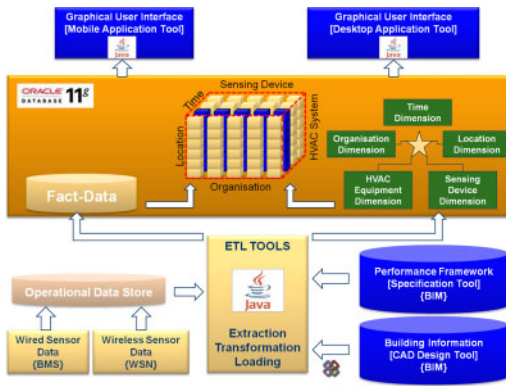 Graphical User Interface
[Mobile Application Tool]
Java
Graphical User Interface
[Desktop Application Tool]
Java
ORACLE
DATABASE
11g
Sensing Device
Time
Location
HVAC System
Organisation
Fact-Data
Time
Dimension
Organisation
Dimension
Location
Dimension
HVAC
Equipment
Dimension
Sensing
Device
Dimension
ETL TOOLS
Java
Extraction
Transformation
Loading
Operational Data Store
Wired Sensor
Data
(BMS)
Wireless Sensor
Data
(WSN)
Performance Framework
[Specification Tool]
{BIM}
Building Information
[CAD Design Tool]
{BIM}